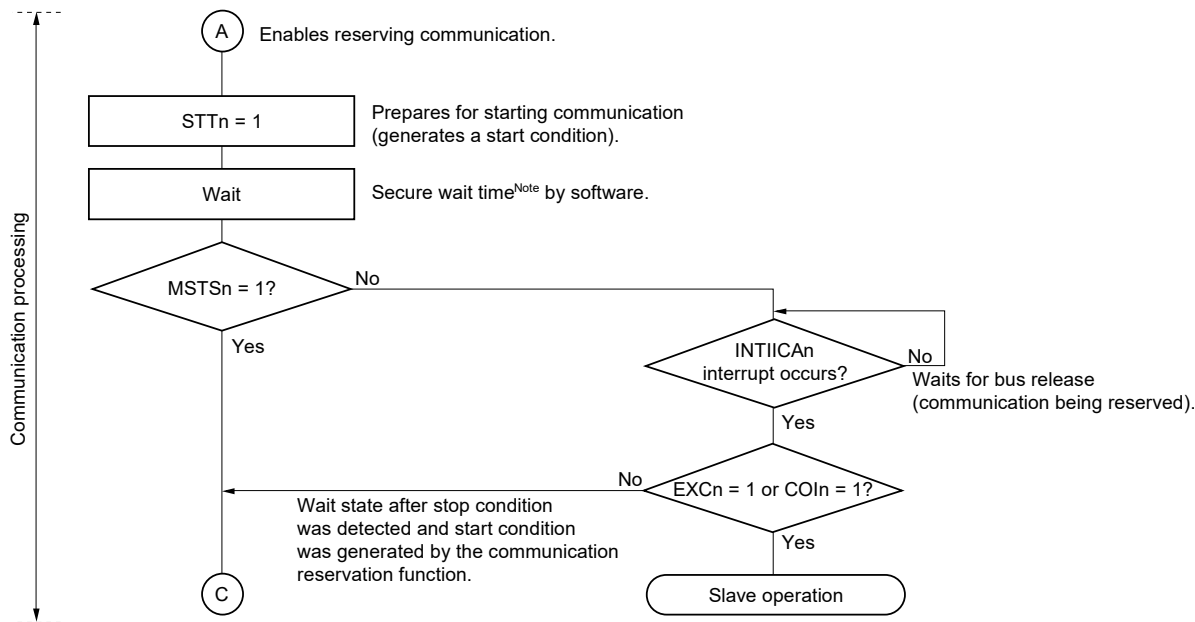 A
Enables reserving communication.
STTn = 1
Prepares for starting communication
(generates a start condition).
Wait
Secure wait timeNote by software.
MSTSn = 1?
No
Yes
INTIICAn
interrupt occurs?
No
Waits for bus release
(communication being reserved).
Yes
EXCn = 1 or COIn = 1?
No
Wait state after stop condition
was detected and start condition
was generated by the communication
reservation function.
Yes
C
Slave operation
Communication processing